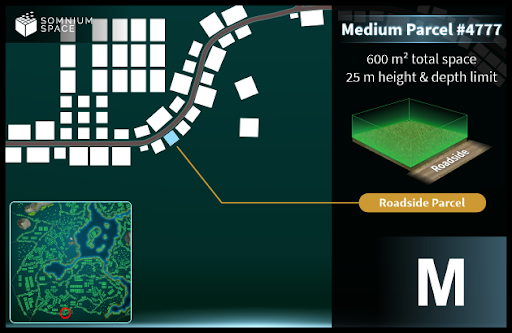 SOMNIUM
SPACE
Medium Parcel #4777
600 m² total space
25 m height & depth limit
Roadside
Roadside Parcel
M